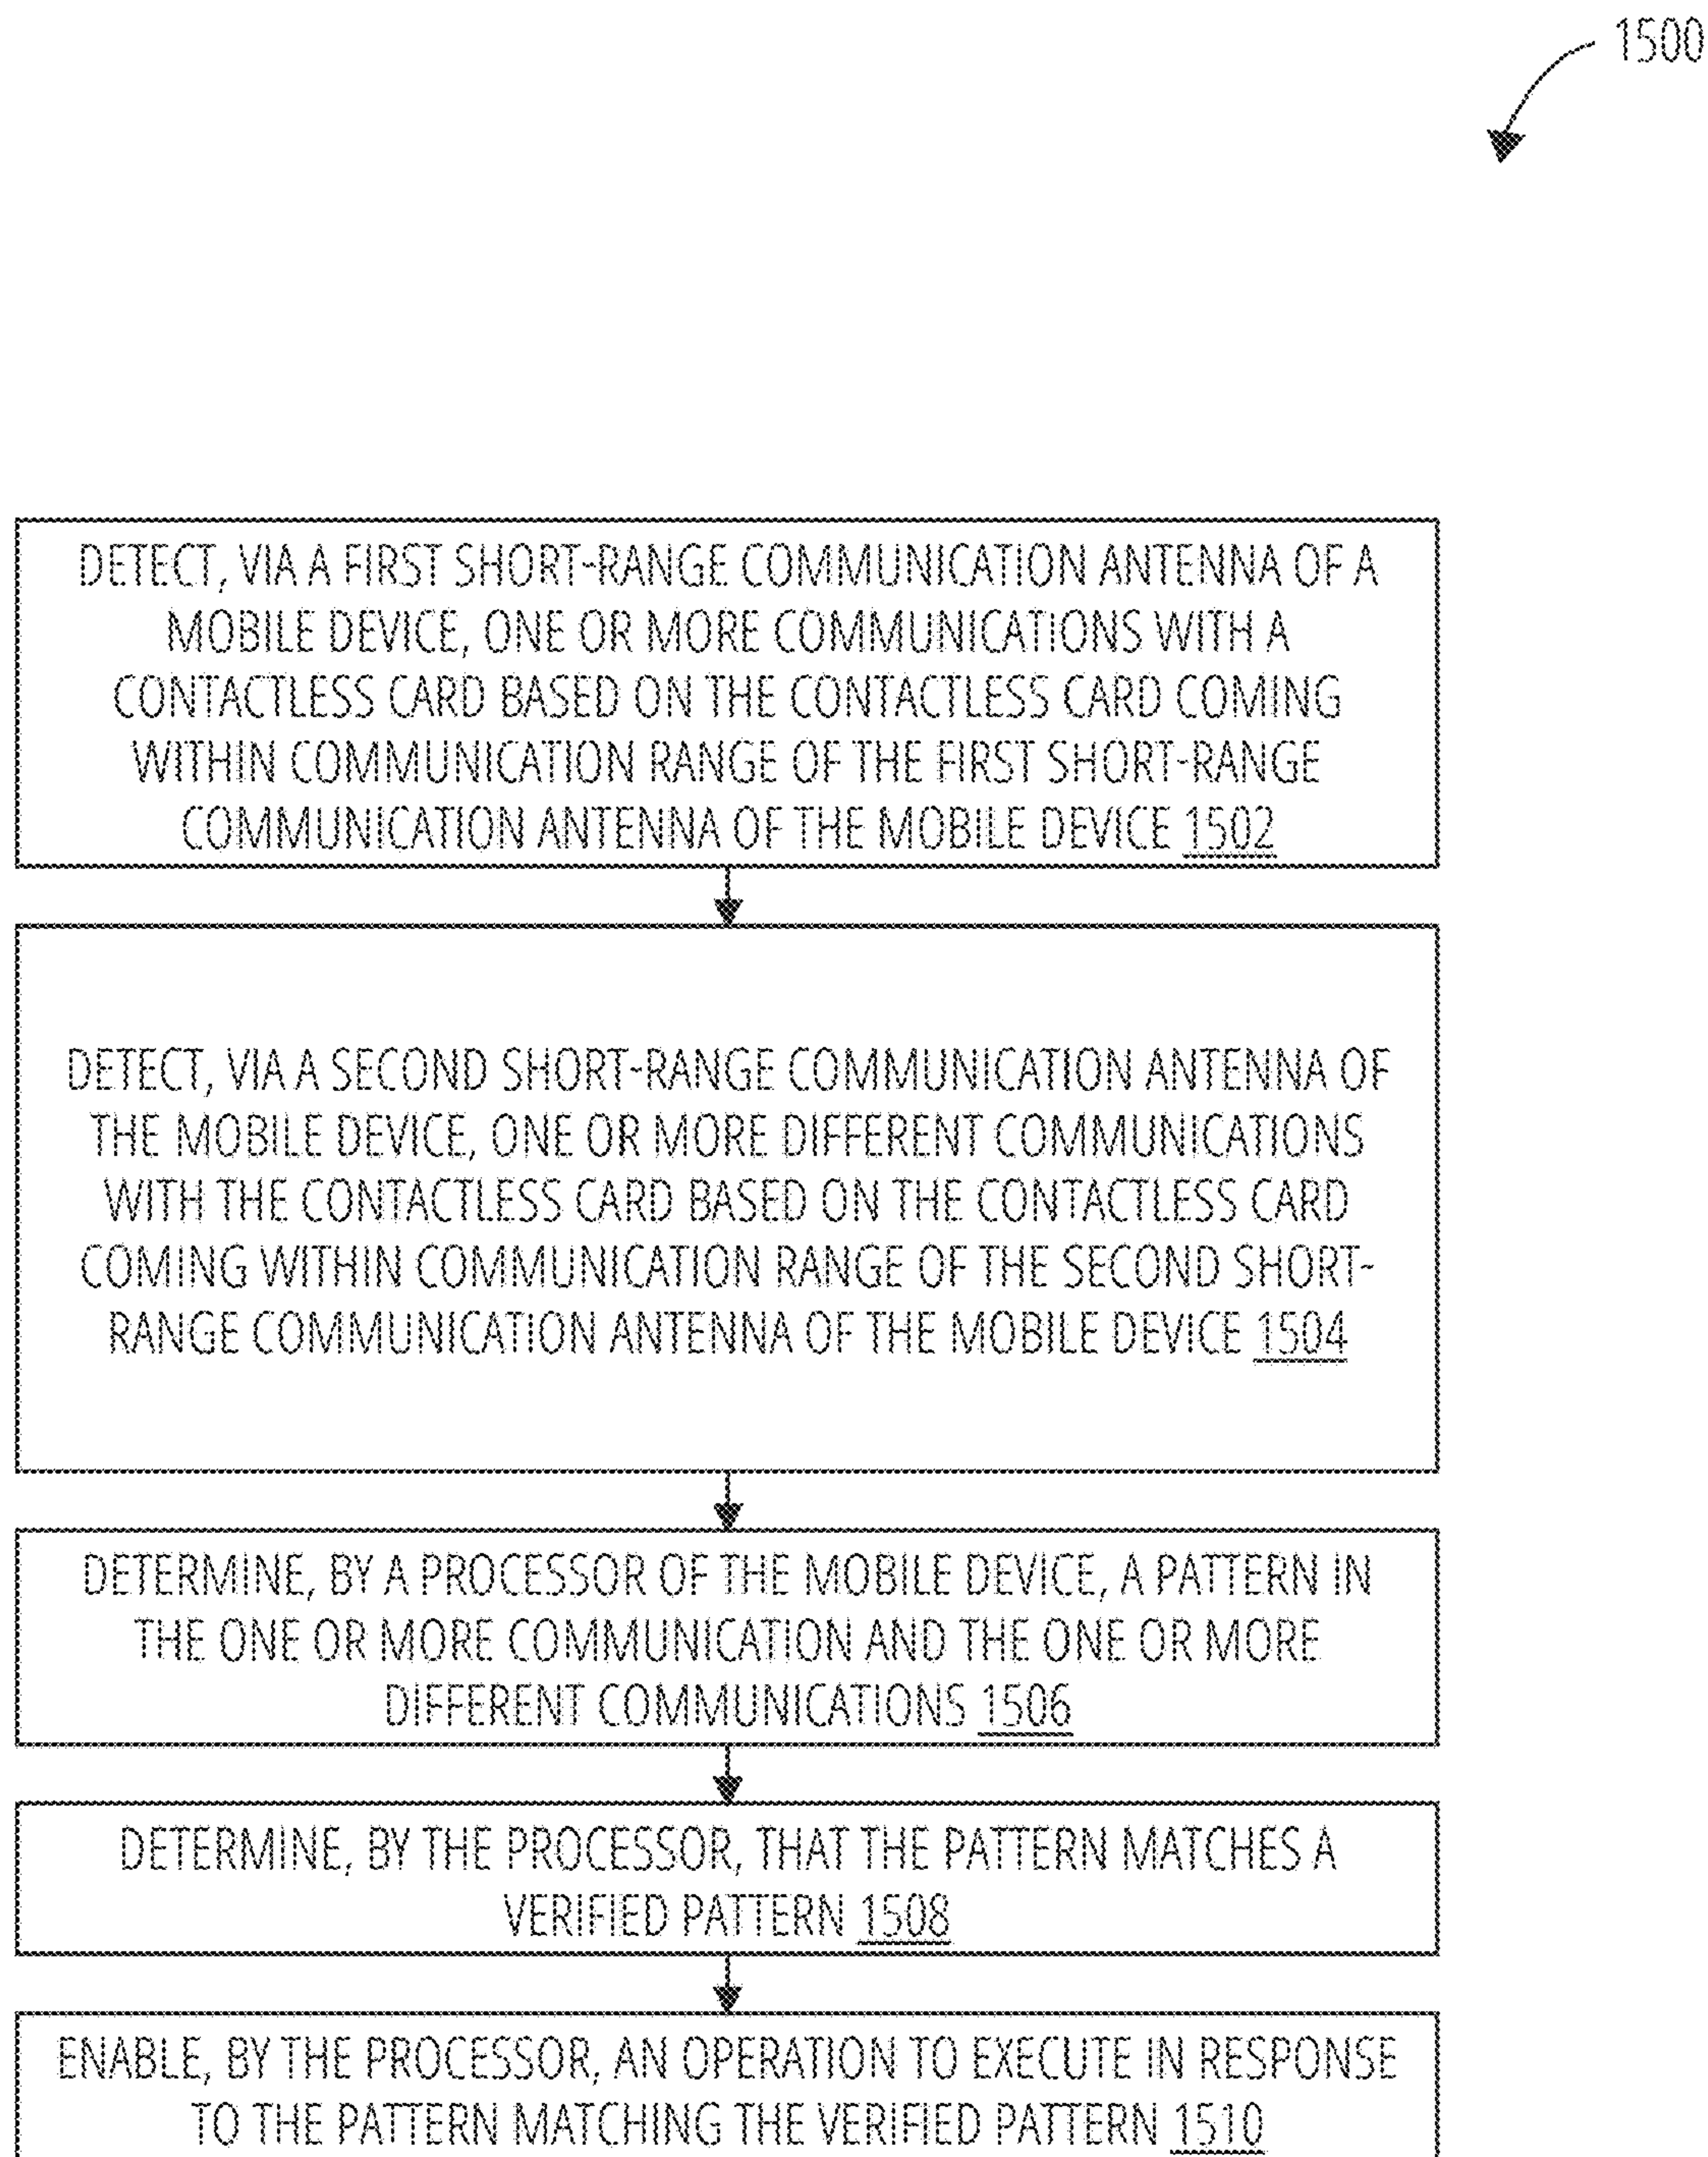 1500
DETECT, VIA A FIRST SHORT-RANGE COMMUNICATION ANTENNA OF A
MOBILE DEVICE, ONE OR MORE COMMUNICATIONS WITH A
CONTACTLESS CARD BASED ON THE CONTACTLESS CARD COMING
WITHIN COMMUNICATION RANGE OF THE FIRST SHORT-RANGE
COMMUNICATION ANTENNA OF THE MOBILE DEVICE 1502
DETECT, VIA A SECOND SHORT-RANGE COMMUNICATION ANTENNA OF
THE MOBILE DEVICE, ONE OR MORE DIFFERENT COMMUNICATIONS
WITH THE CONTACTLESS CARD BASED ON THE CONTACTLESS CARD
COMING WITHIN COMMUNICATION RANGE OF THE SECOND SHORT-
RANGE COMMUNICATION ANTENNA OF THE MOBILE DEVICE 1504
DETERMINE, BY A PROCESSOR OF THE MOBILE DEVICE, A PATTERN IN
THE ONE OR MORE COMMUNICATION AND THE ONE OR MORE
DIFFERENT COMMUNICATIONS 1506
DETERMINE, BY THE PROCESSOR, THAT THE PATTERN MATCHES A
VERIFIED PATTERN 1508
ENABLE, BY THE PROCESSOR, AN OPERATION TO EXECUTE IN RESPONSE
TO THE PATTERN MATCHING THE VERIFIED PATTERN 1510